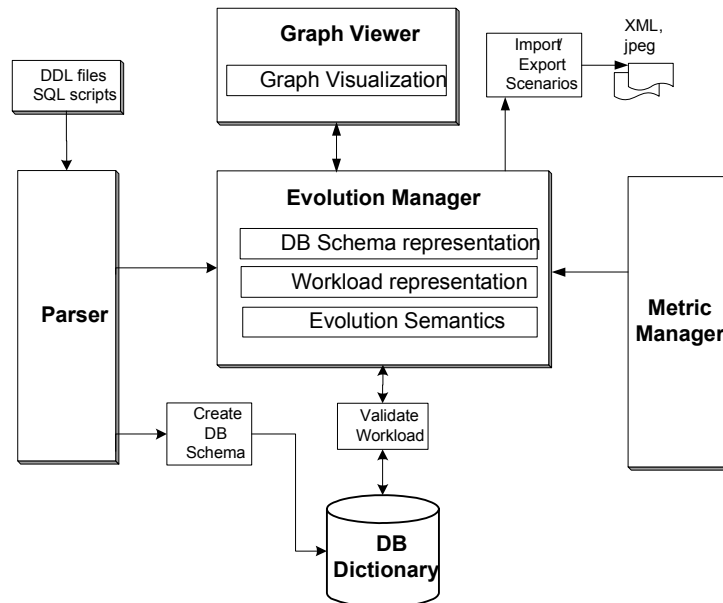 Graph Viewer
Graph Visualization
Import/
Export
Scenarios
XML,
jpeg
DDL files
SQL scripts
Evolution Manager
DB Schema representation
Workload representation
Evolution Semantics
Parser
Metric
Manager
Create
DB
Schema
Validate
Workload
DB
Dictionary